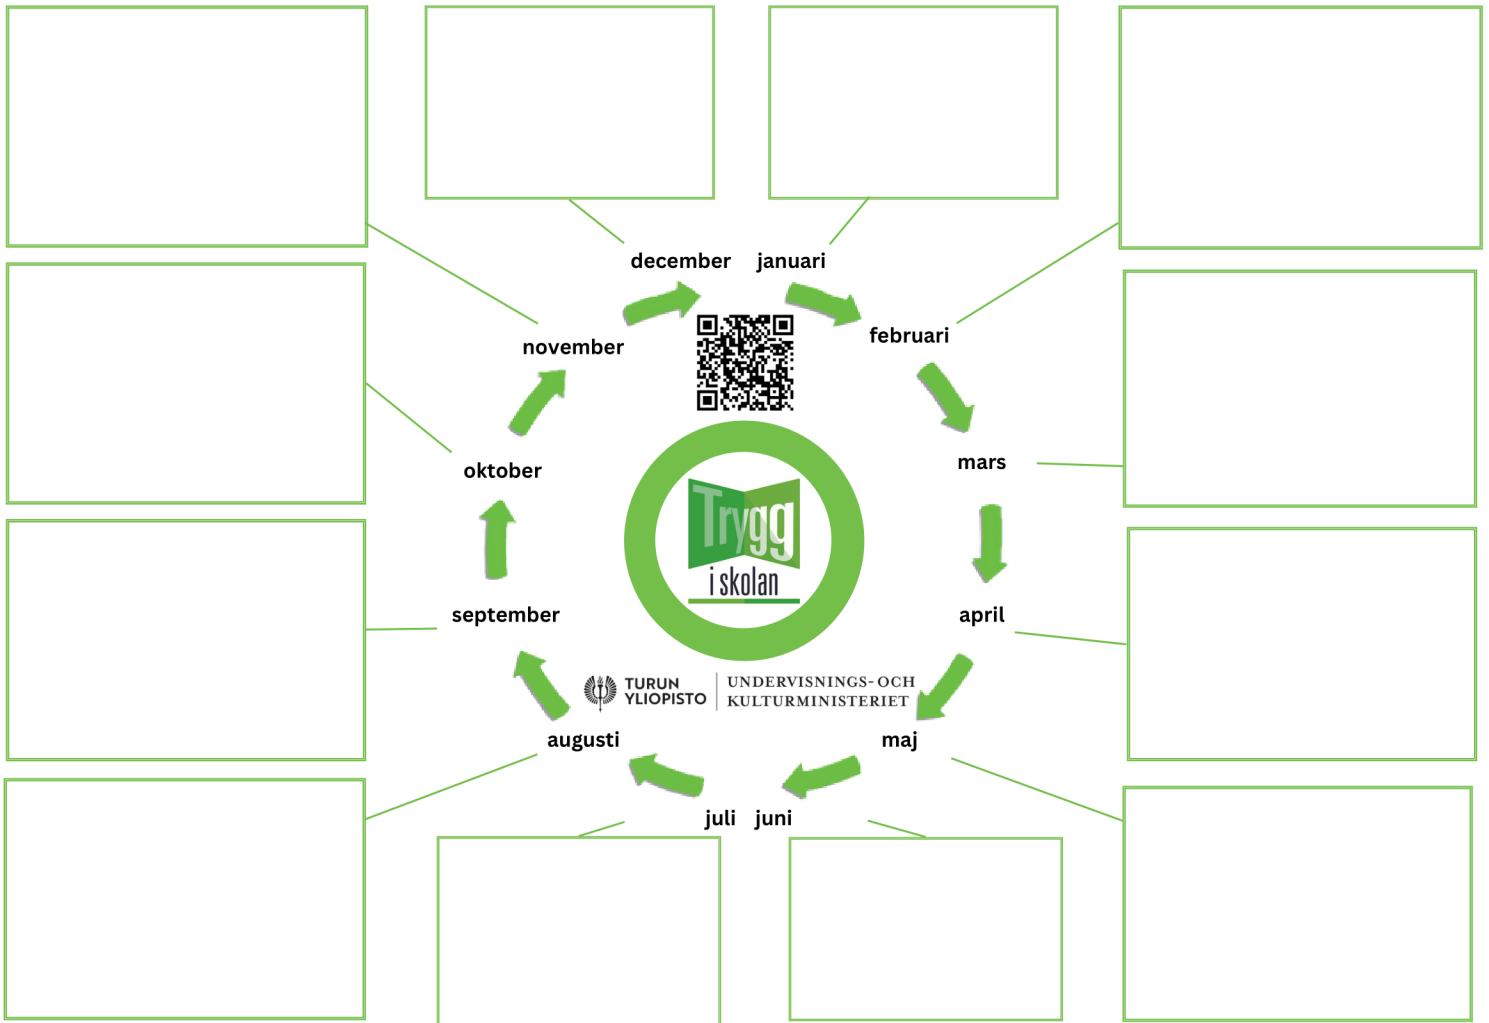 december januari
november
februari
oktober
mars
september
april
augusti
maj
juli juni
Trygg
i skolan
TURUN
YLIOPISTO
UNDERVISNINGS- OCH
KULTURMINISTERIET